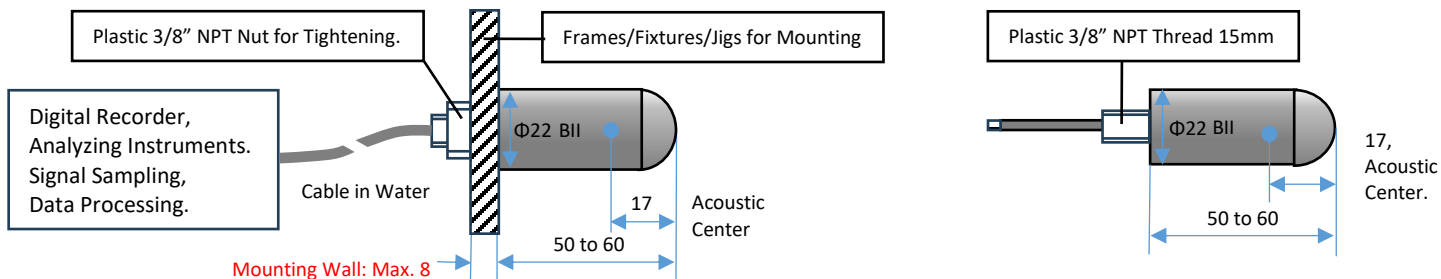 Plastic 3/8” NPT Nut for Tightening.
Frames/Fixtures/Jigs for Mounting
Digital Recorder,
Analyzing Instruments.
Signal Sampling,
Data Processing.
Cable in Water
Φ22 BII
17
Acoustic
Center
50 to 60
Mounting Wall: Max. 8
Plastic 3/8” NPT Thread 15mm
Φ22 BII
17,
Acoustic
Center.
50 to 60